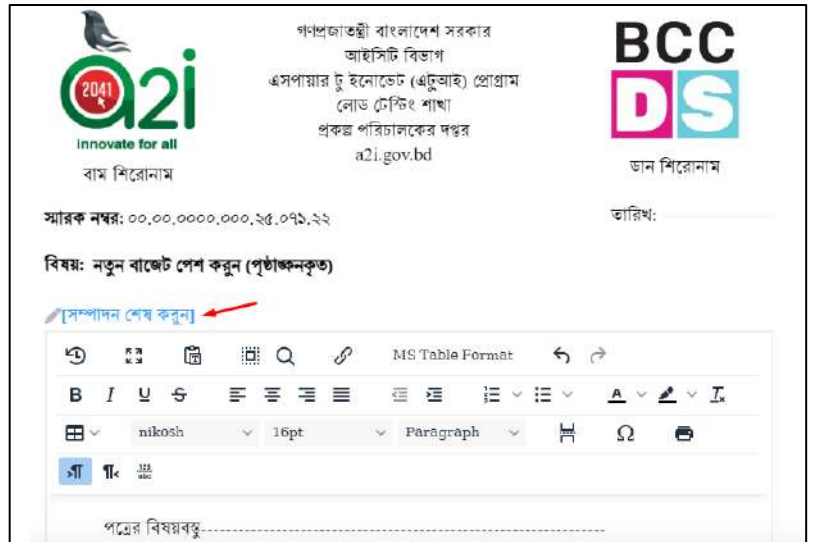 গণপ্রজাতন্ত্রী বাংলাদেশ সরকার
আইসিটি বিভাগ
এসপায়ার টু ইনোভেট (এটুআই) প্রোগ্রাম
লোড টেস্টিং শাখা
প্রকল্প পরিচালকের দপ্তর
a2i.gov.bd
2041
a2i
innovate for all
বাম শিরোনাম
BCC
DS
ডান শিরোনাম
স্মারক নম্বর: ০০.০০.০০০০.০০০.২৫.০৭১.২২
তারিখ:
বিষয়: নতুন বাজেট পেশ করুন (পৃষ্ঠাঙ্কনকৃত)
[সম্পাদন শেষ করুন]
MS Table Format
B I U S A
nikosh 16pt Paragraph Ω
পত্রের বিষয়বস্তু-----------------------------------------------------------------------